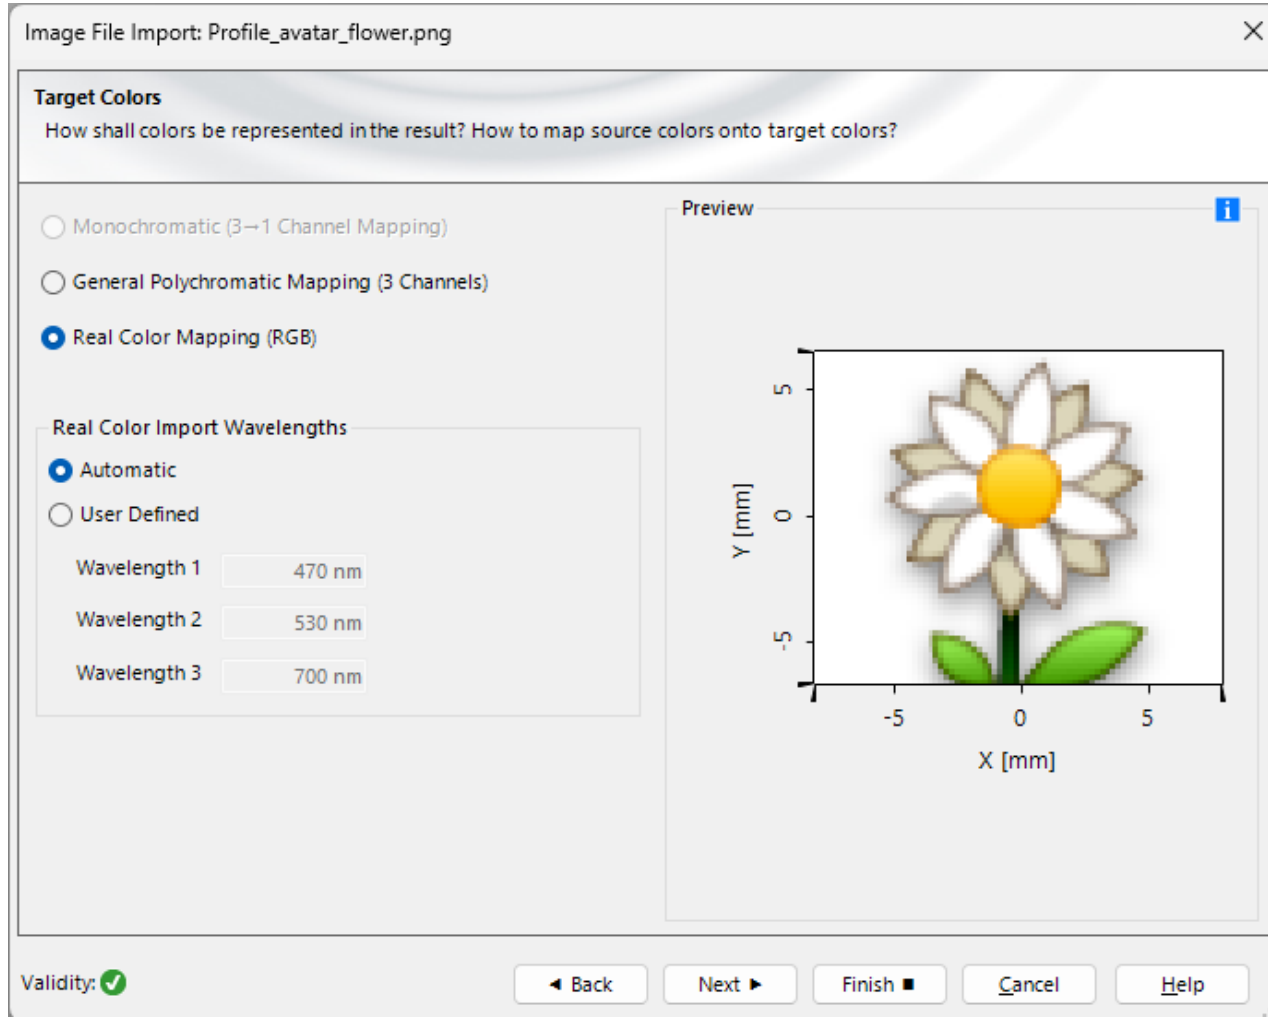 Image File Import: Profile_avatar_flower.png
Target Colors
How shall colors be represented in the result? How to map source colors onto target colors?
Monochromatic (3→1 Channel Mapping)
General Polychromatic Mapping (3 Channels)
Real Color Mapping (RGB)
Real Color Import Wavelengths
Automatic
User Defined
Wavelength 1 470 nm
Wavelength 2 530 nm
Wavelength 3 700 nm
Preview
i
Y [mm]
5
0
-5
-5 0 5
X [mm]
Validity:
◄ Back Next ► Finish ■ Cancel Help